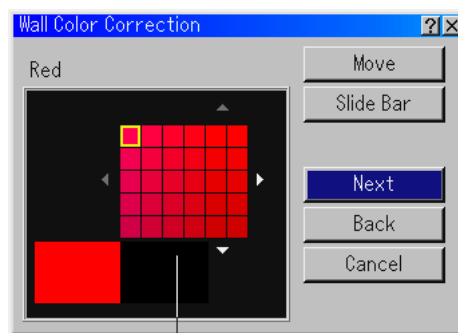 Wall Color Correction ? ×
Red
Move
Slide Bar
Next
Back
Cancel